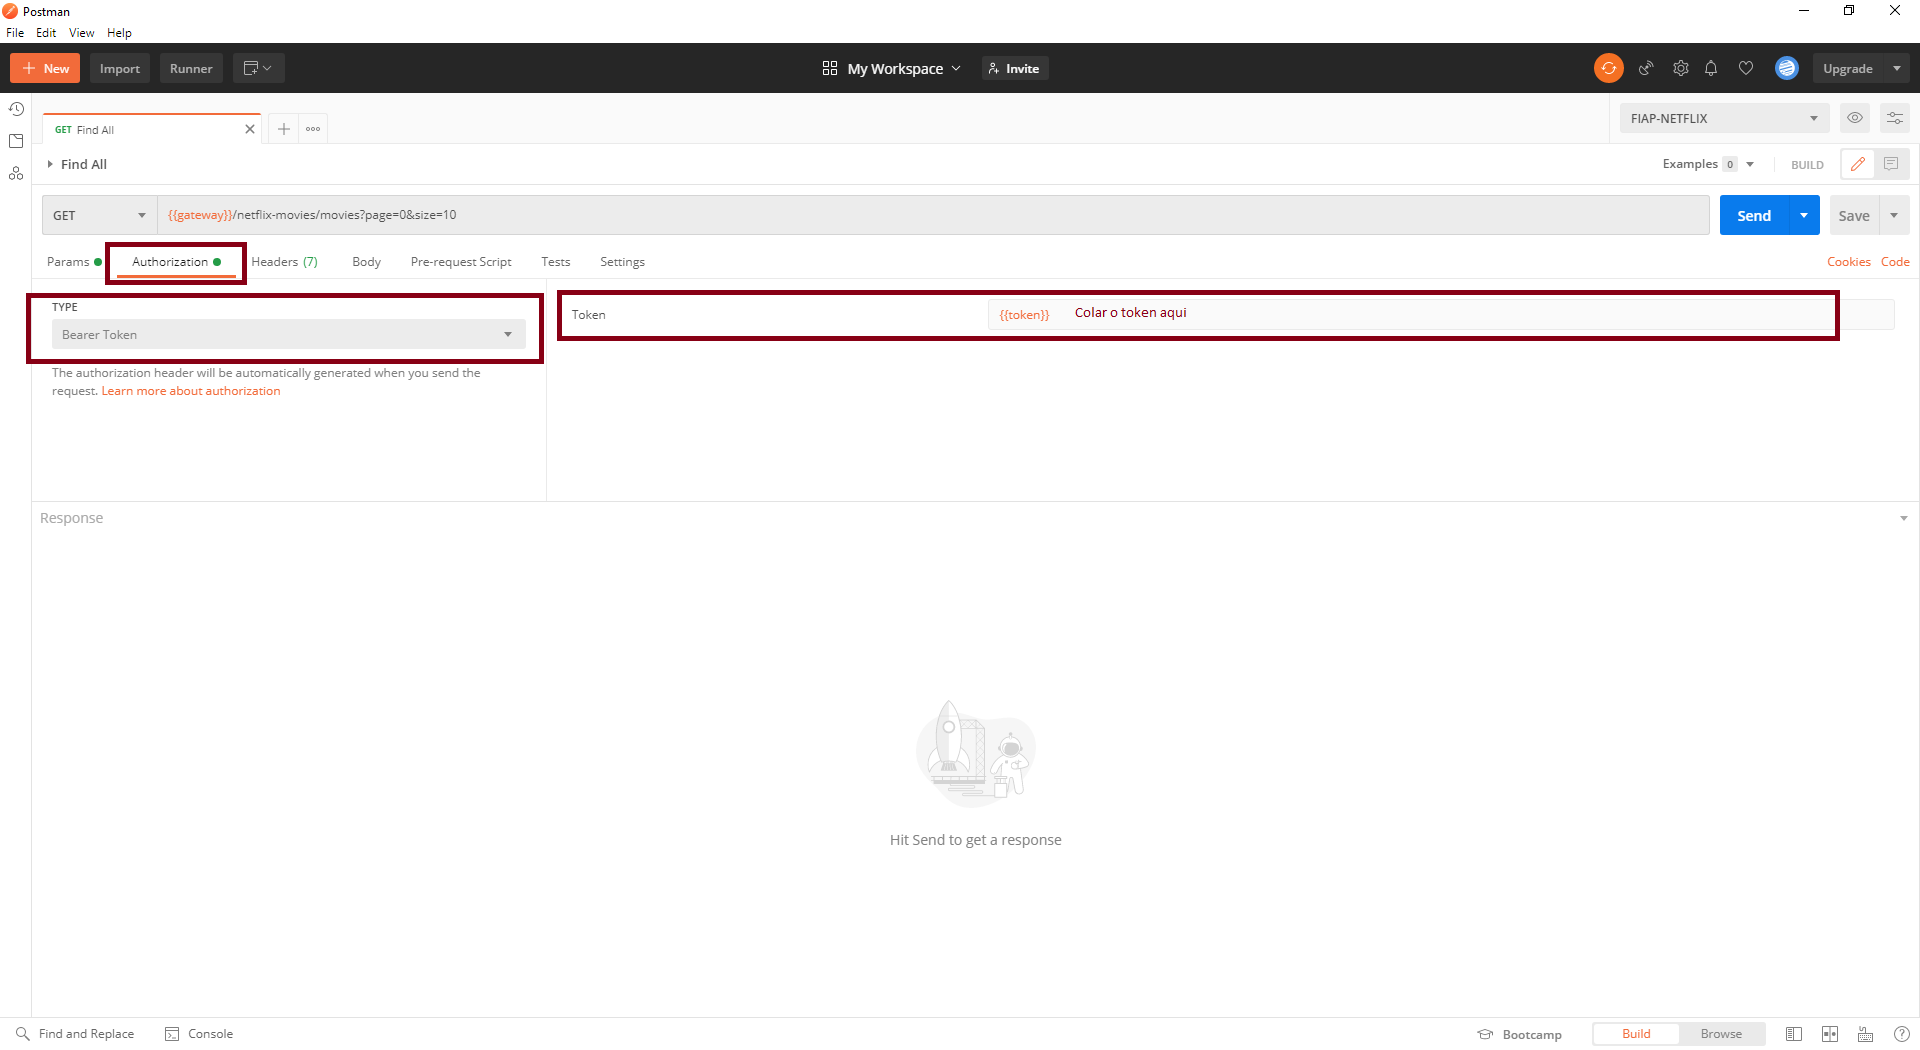 Postman
File Edit View Help
New Import Runner My Workspace Invite Upgrade
GET Find All FIAP-NETFLIX
Find All Examples 0 BUILD
GET {{gateway}}/netflix-movies/movies?page=0&size=10 Send Save
Params Authorization Headers (7) Body Pre-request Script Tests Settings Cookies Code
TYPE
Bearer Token
Token {{token}} Colar o token aqui
The authorization header will be automatically generated when you send the
request. Learn more about authorization
Response
Hit Send to get a response
Find and Replace Console Bootcamp Build Browse